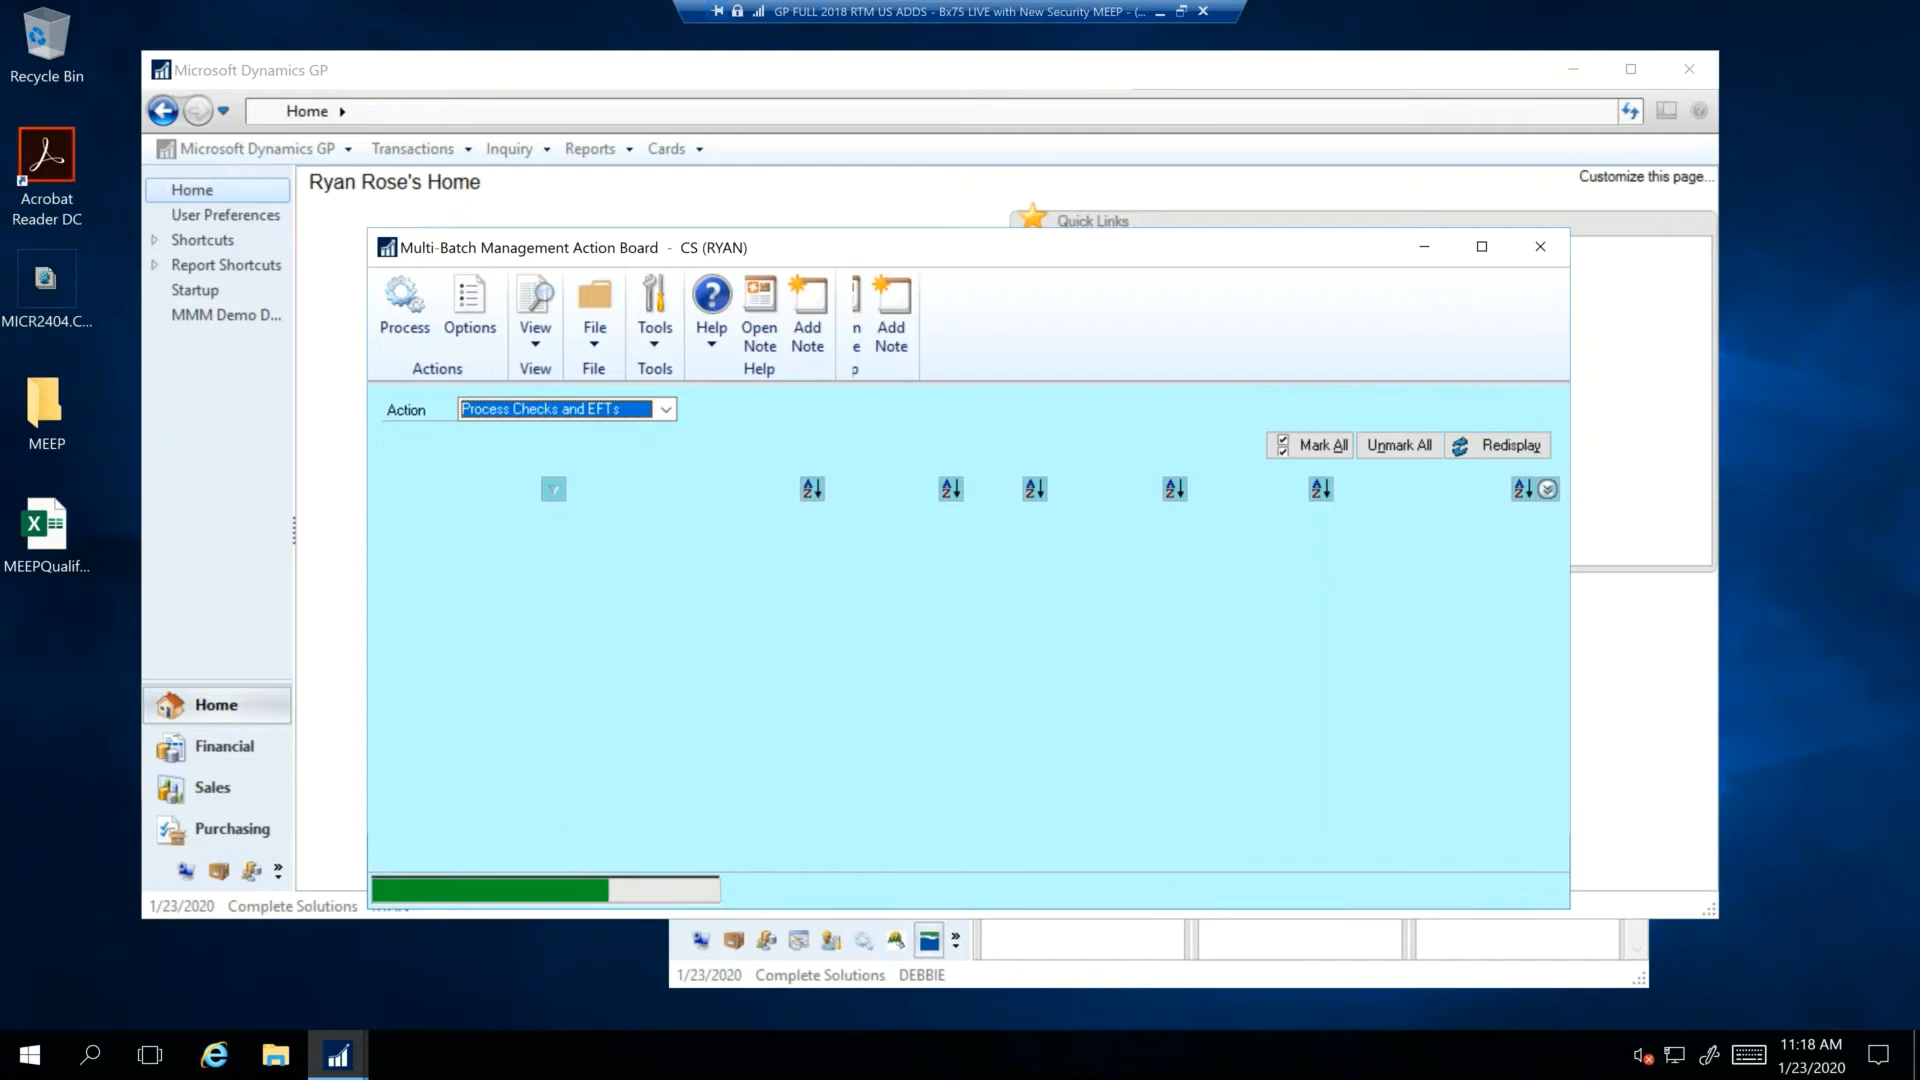 GP FULL 2018 RTM US ADDS - Bx75 LIVE with New Security MEEP - (...
Recycle Bin
Acrobat
Reader DC
MICR2404.C...
MEEP
MEEPQualif...
Microsoft Dynamics GP
Home
Microsoft Dynamics GP
Transactions
Inquiry
Reports
Cards
Home
User Preferences
Shortcuts
Report Shortcuts
Startup
MMM Demo D...
Ryan Rose's Home
Customize this page...
Quick Links
Multi-Batch Management Action Board - CS (RYAN)
Process
Options
View
File
Tools
Help
Open
Note
Add
Note
n
e
Add
Note
Actions
View
File
Tools
Help
p
Action
Process Checks and EFTs
Mark All
Unmark All
Redisplay
Home
Financial
Sales
Purchasing
1/23/2020
Complete Solutions
1/23/2020
Complete Solutions
DEBBIE
11:18 AM
1/23/2020